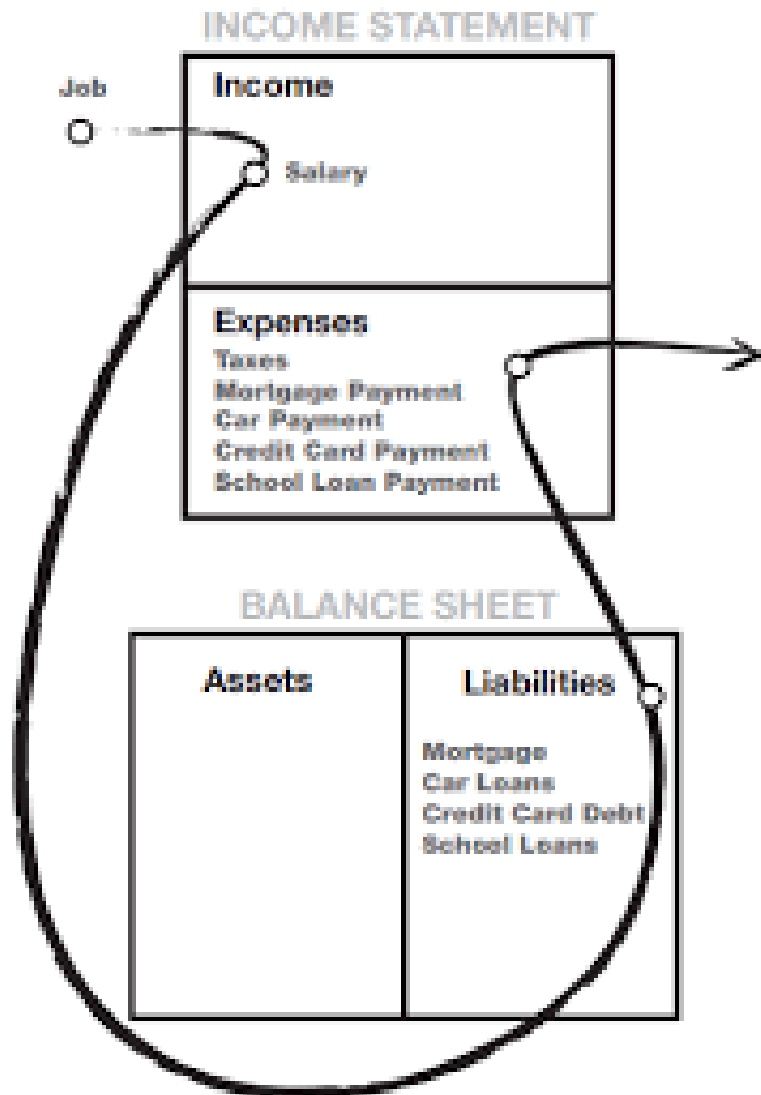 INCOME STATEMENT
Job
Income
Salary
Expenses
Taxes
Mortgage Payment
Car Payment
Credit Card Payment
School Loan Payment
BALANCE SHEET
Assets
Liabilities
Mortgage
Car Loans
Credit Card Debt
School Loans